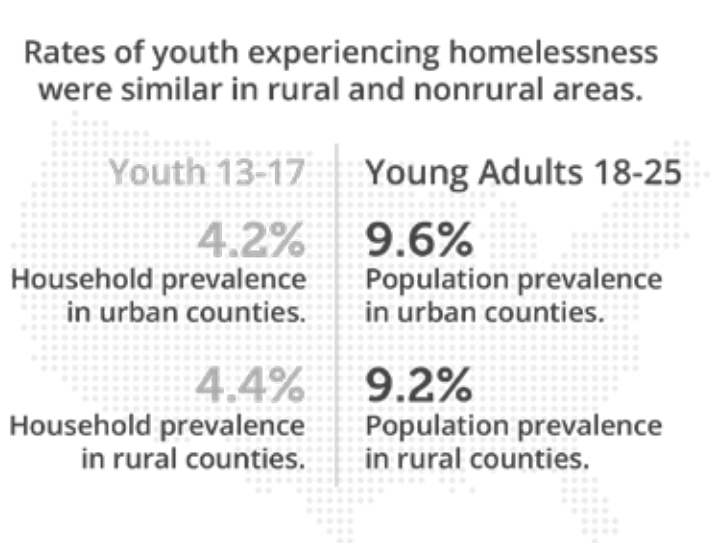 Rates of youth experiencing homelessness
were similar in rural and nonrural areas.
Youth 13-17
4.2%
Household prevalence
in urban counties.
4.4%
Household prevalence
in rural counties.
Young Adults 18-25
9.6%
Population prevalence
in urban counties.
9.2%
Population prevalence
in rural counties.